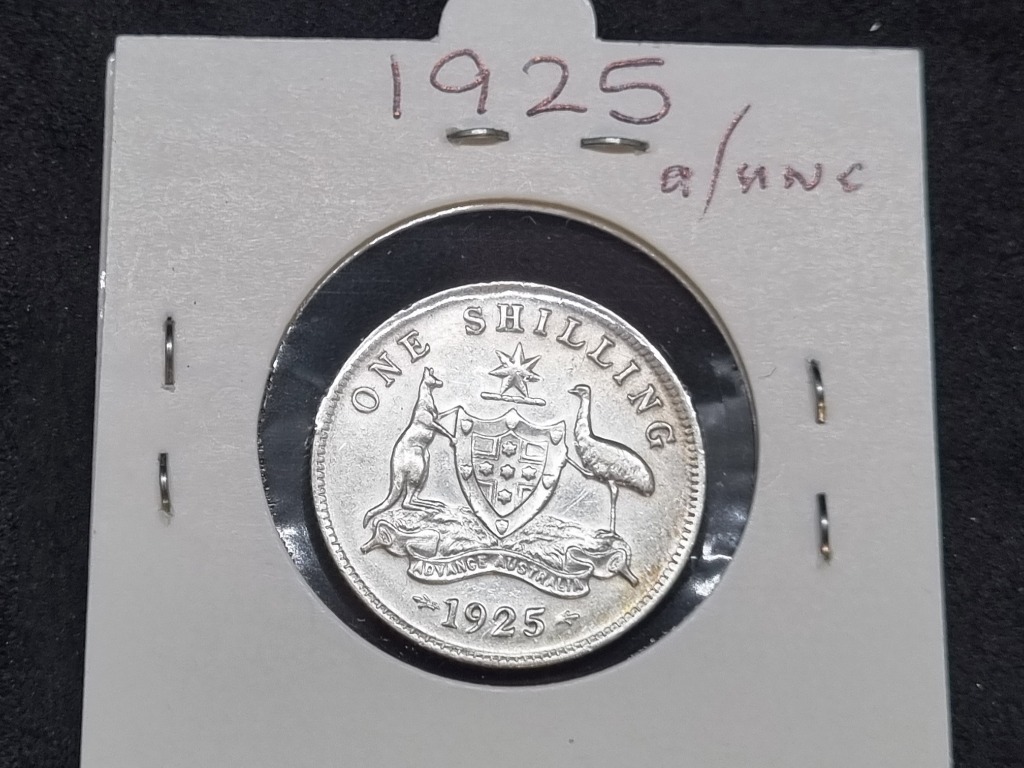 1925
a/UNC
ONE SHILLING
ADVANCE AUSTRALIA
1925